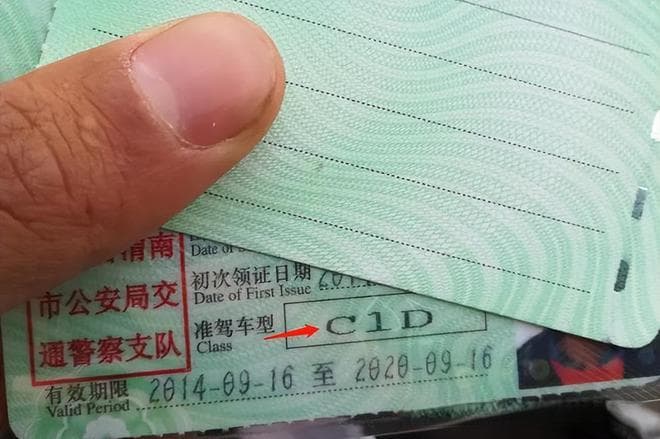 Date of
初次领证日期
Date of First Issue
准驾车型 C1D
Class
渭南
市公安局交
通警察支队
有效期限 2014-09-16 至 2020-09-16
Valid Period